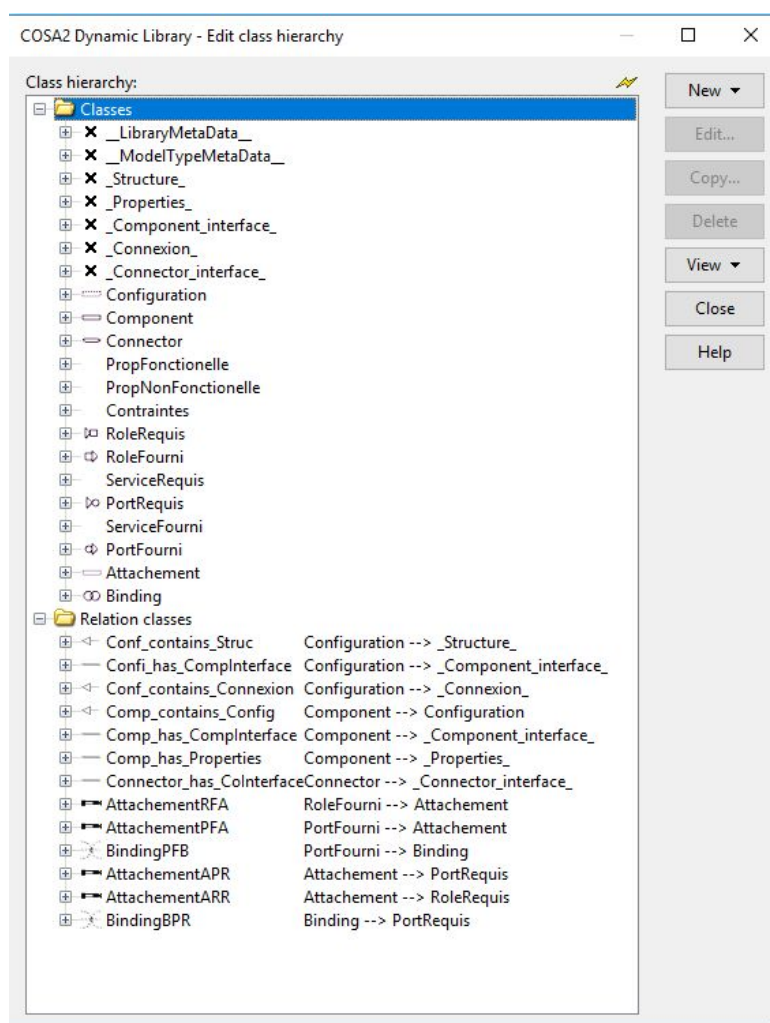 COSA2 Dynamic Library - Edit class hierarchy
Class hierarchy:
New
Classes
__LibraryMetaData__
Edit...
__ModelTypeMetaData__
_Structure_
Copy...
_Properties_
_Component_interface_
Delete
_Connexion_
_Connector_interface_
View
Configuration
Component
Close
Connector
Help
PropFonctionelle
PropNonFonctionelle
Contraintes
RoleRequis
RoleFourni
ServiceRequis
PortRequis
ServiceFourni
PortFourni
Attachement
Binding
Relation classes
Conf_contains_Struc Configuration --> _Structure_
Confi_has_CompInterface Configuration --> _Component_interface_
Conf_contains_Connexion Configuration --> _Connexion_
Comp_contains_Config Component --> Configuration
Comp_has_CompInterface Component --> _Component_interface_
Comp_has_Properties Component --> _Properties_
Connector_has_CoInterfaceConnector --> _Connector_interface_
AttachementRFA RoleFourni --> Attachement
AttachementPFA PortFourni --> Attachement
BindingPFB PortFourni --> Binding
AttachementAPR Attachement --> PortRequis
AttachementARR Attachement --> RoleRequis
BindingBPR Binding --> PortRequis